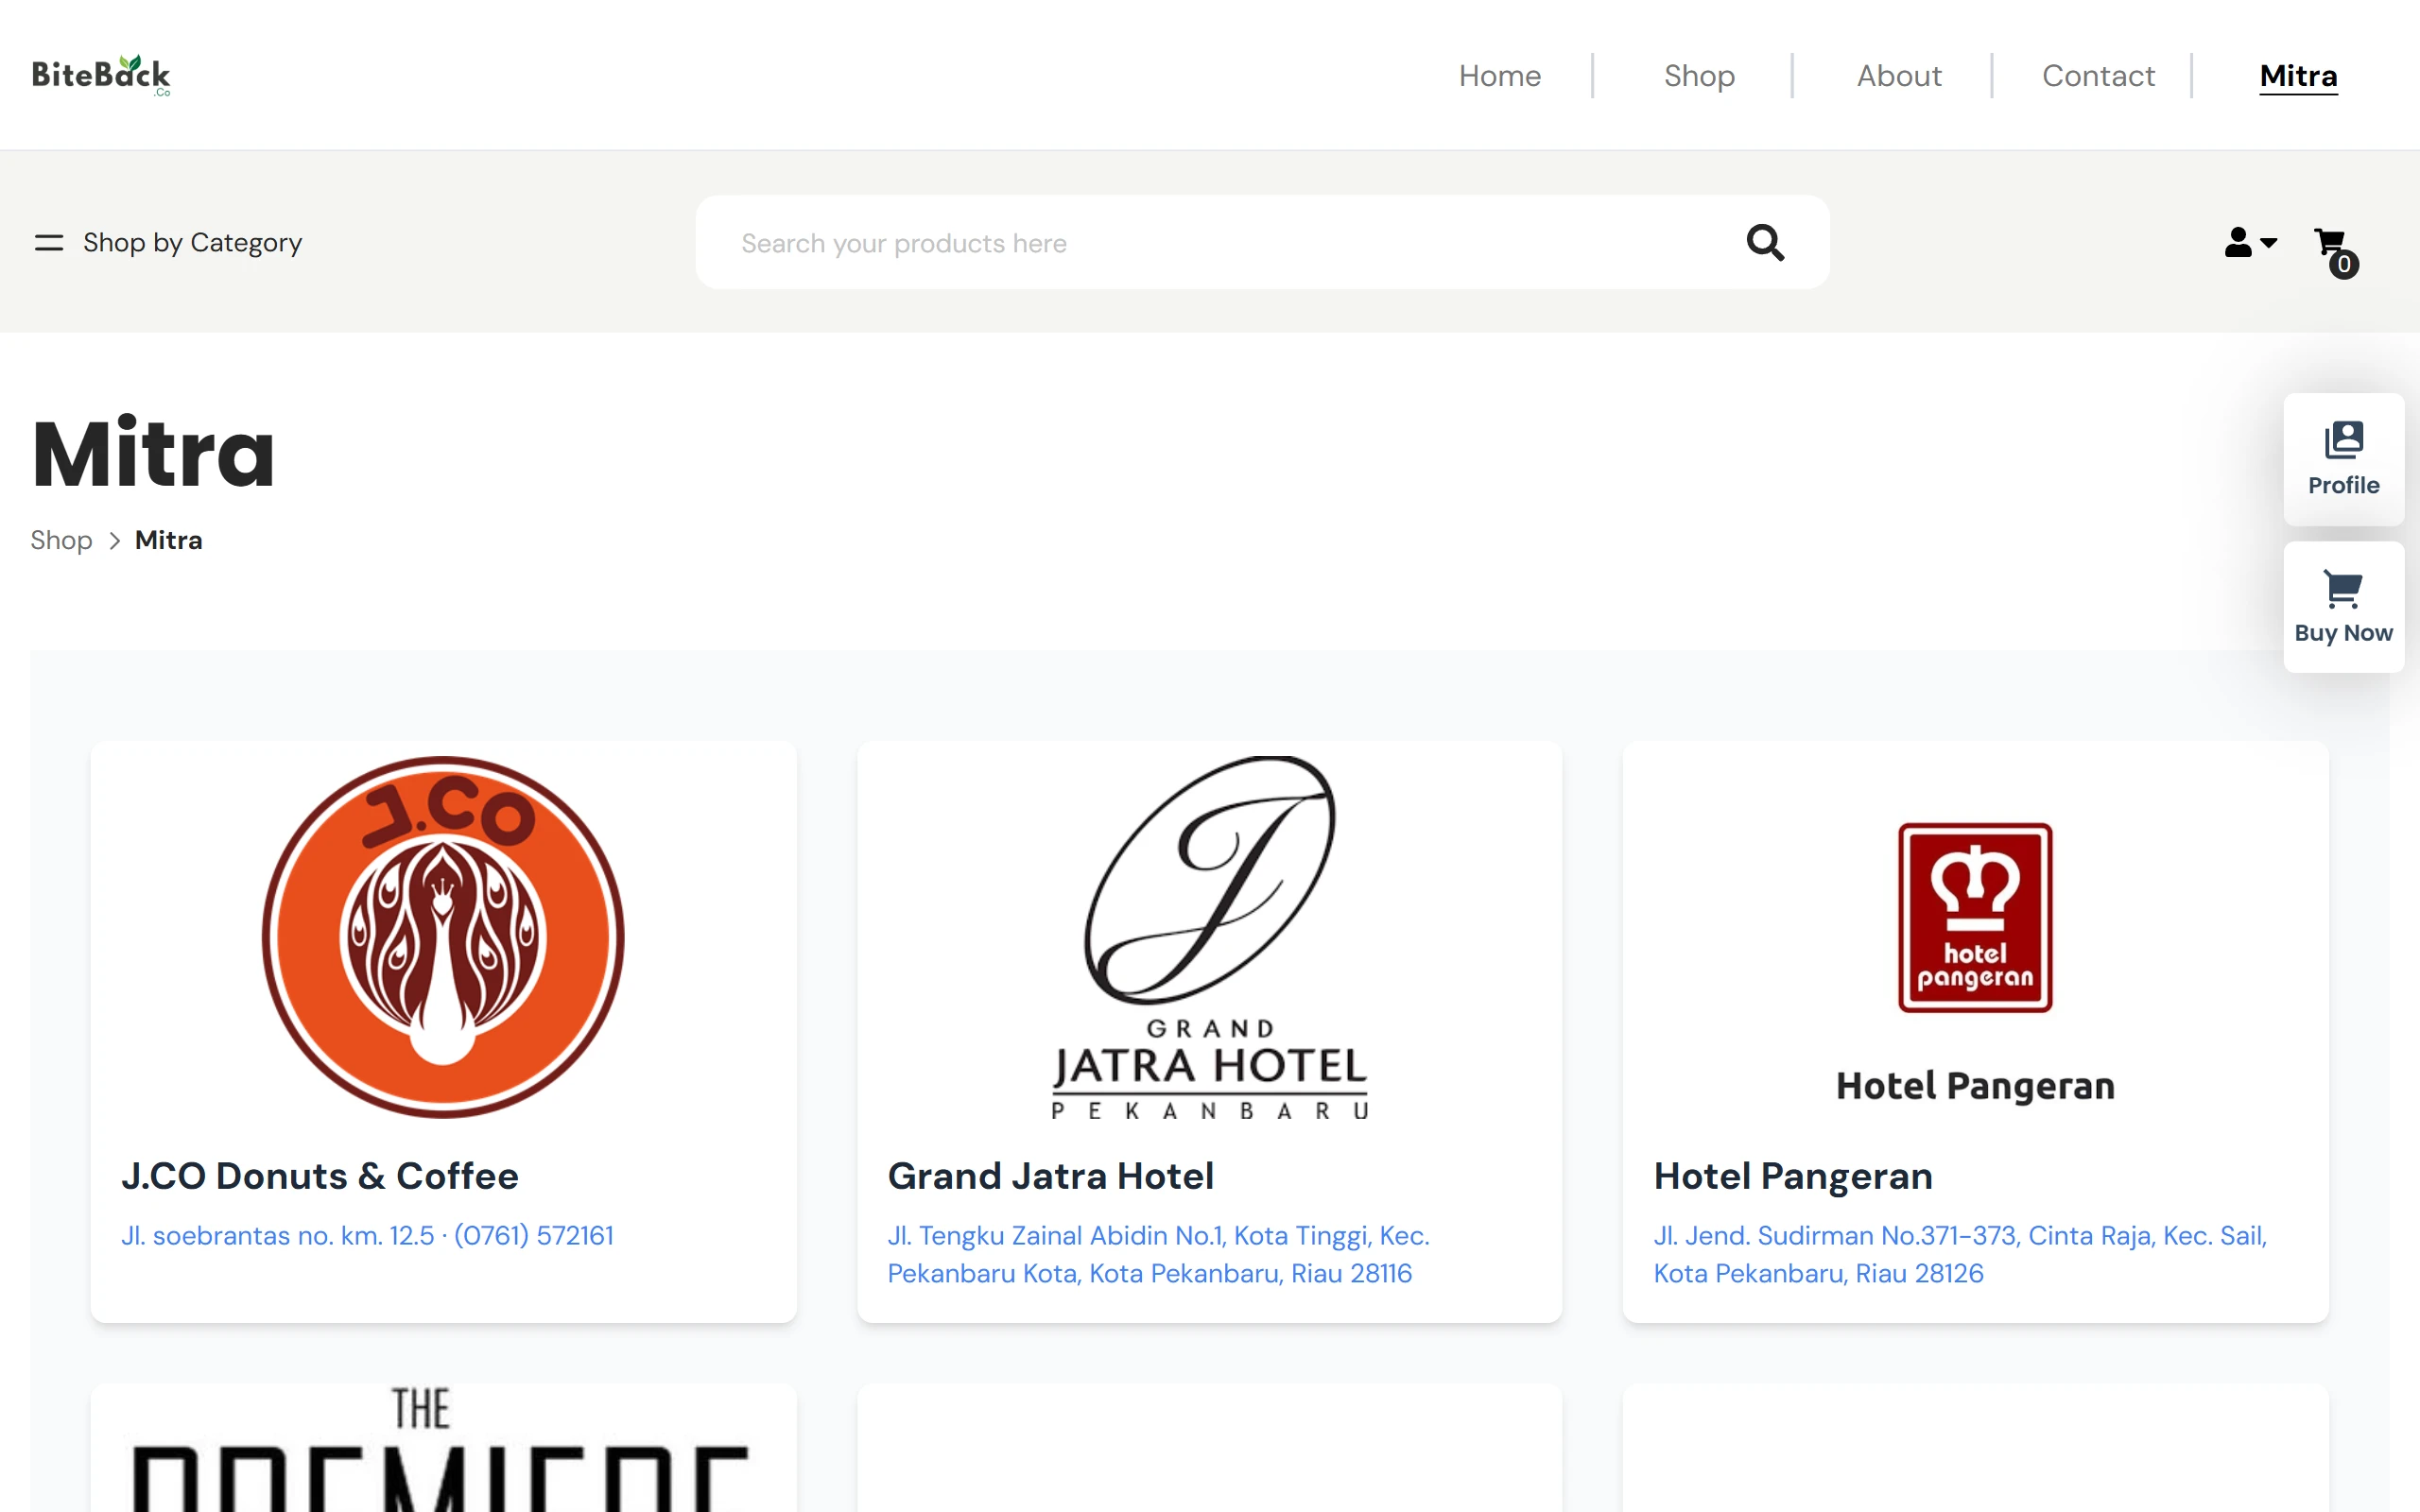 BiteBack
.Co
Home
Shop
About
Contact
Mitra
Shop by Category
Search your products here
0
Mitra
Shop > Mitra
Profile
Buy Now
J.CO
GRAND
JATRA HOTEL
PEKANBARU
hotel
pangeran
Hotel Pangeran
J.CO Donuts & Coffee
Jl. soebrantas no. km. 12.5 · (0761) 572161
Grand Jatra Hotel
Jl. Tengku Zainal Abidin No.1, Kota Tinggi, Kec.
Pekanbaru Kota, Kota Pekanbaru, Riau 28116
Hotel Pangeran
Jl. Jend. Sudirman No.371-373, Cinta Raja, Kec. Sail,
Kota Pekanbaru, Riau 28126
THE
PREMIERE